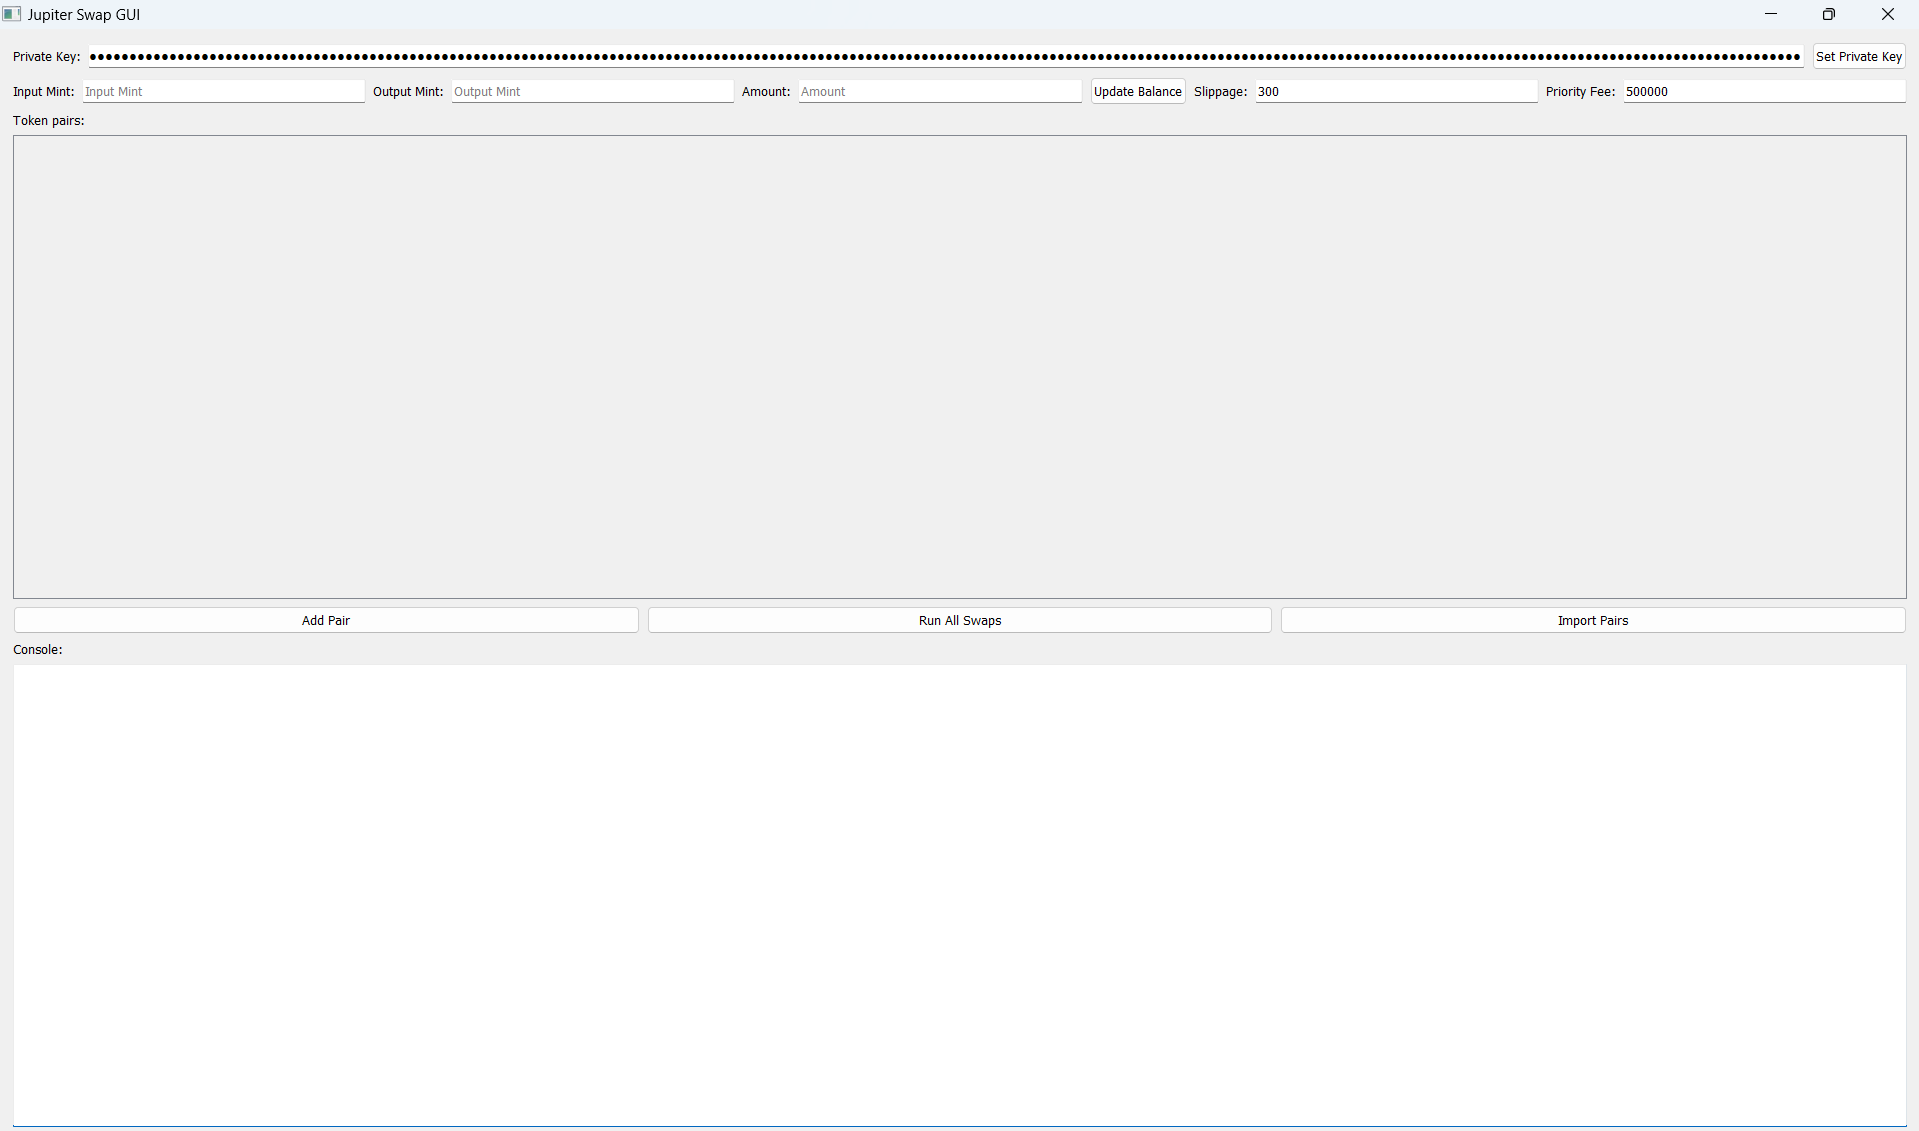 Jupiter Swap GUI
Private Key: Set Private Key
Input Mint: Input Mint Output Mint: Output Mint Amount: Amount Update Balance Slippage: 300 Priority Fee: 500000
Token pairs:
Add Pair Run All Swaps Import Pairs
Console: